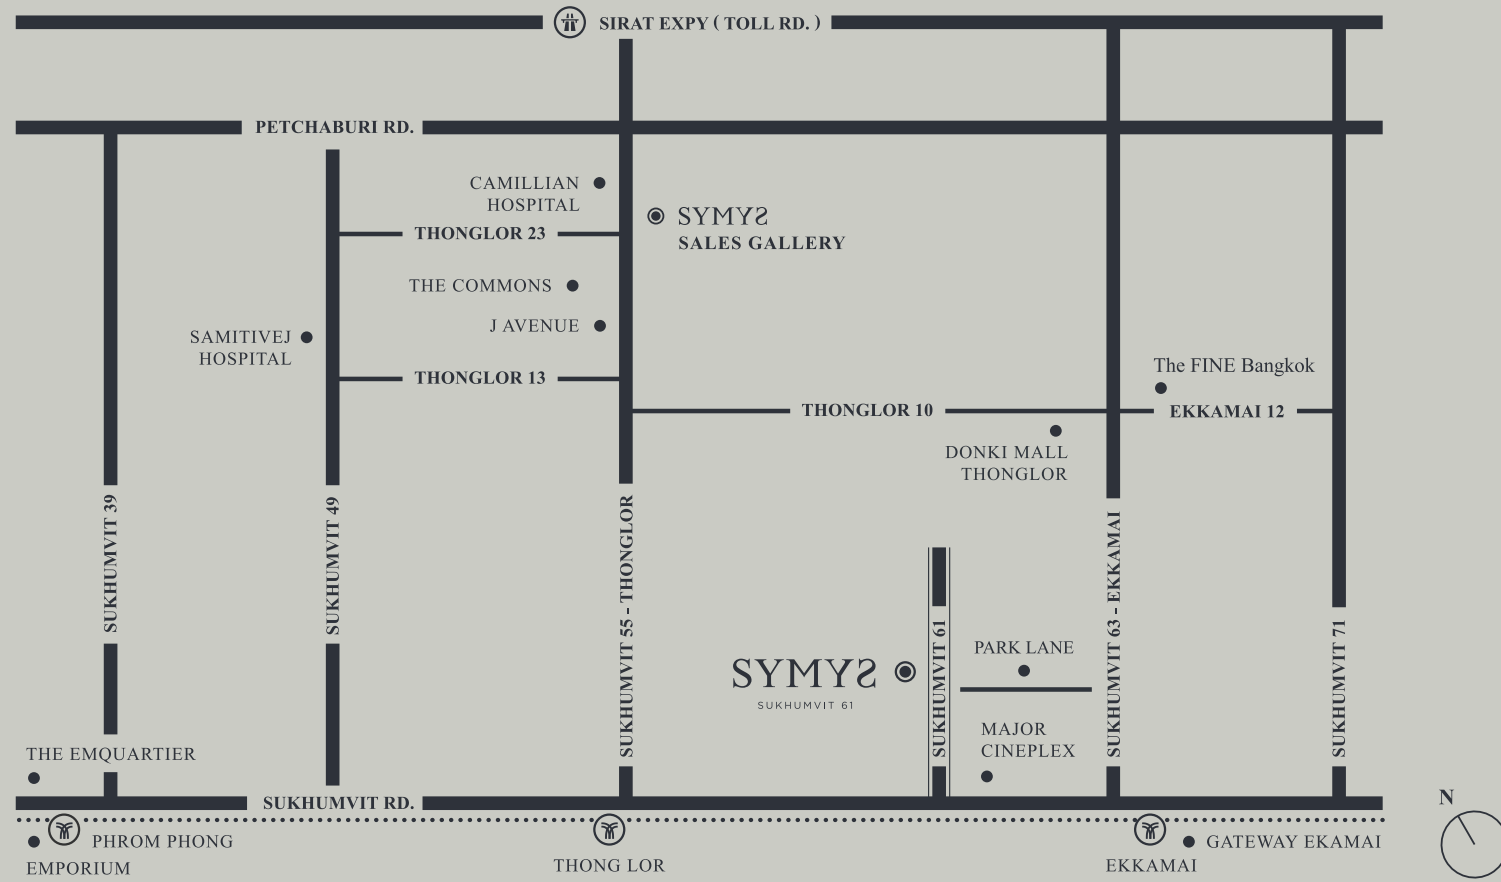 SIRAT EXPY ( TOLL RD. )
PETCHABURI RD.
CAMILLIAN
HOSPITAL
SYMYS
SALES GALLERY
THONGLOR 23
THE COMMONS
J AVENUE
SAMITIVEJ
HOSPITAL
THONGLOR 13
The FINE Bangkok
THONGLOR 10
EKKAMAI 12
DONKI MALL
THONGLOR
SUKHUMVIT 39
SUKHUMVIT 49
SUKHUMVIT 55 - THONGLOR
SUKHUMVIT 61
SUKHUMVIT 63 - EKKAMAI
SUKHUMVIT 71
SYMYS
SUKHUMVIT 61
PARK LANE
MAJOR
CINEPLEX
THE EMQUARTIER
SUKHUMVIT RD.
N
PHROM PHONG
EMPORIUM
THONG LOR
EKKAMAI
GATEWAY EKAMAI